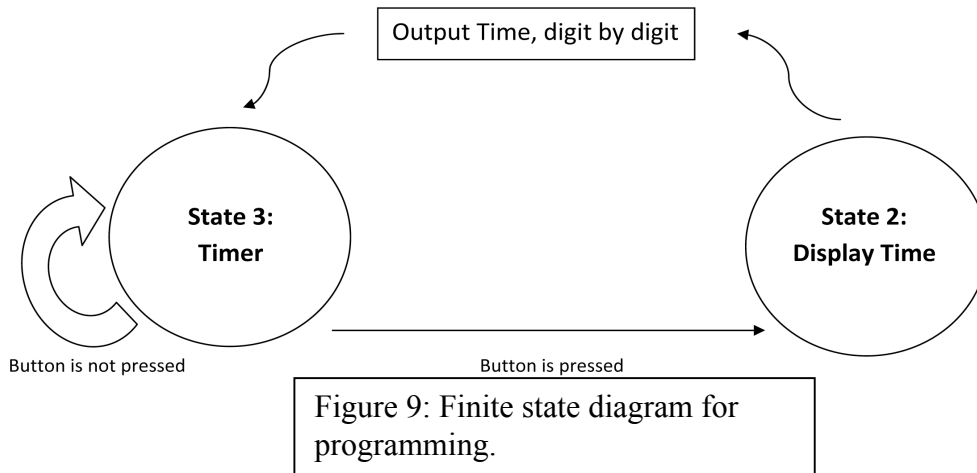 Output Time, digit by digit
State 3:
Timer
State 2:
Display Time
Button is not pressed
Button is pressed
Figure 9: Finite state diagram for
programming.